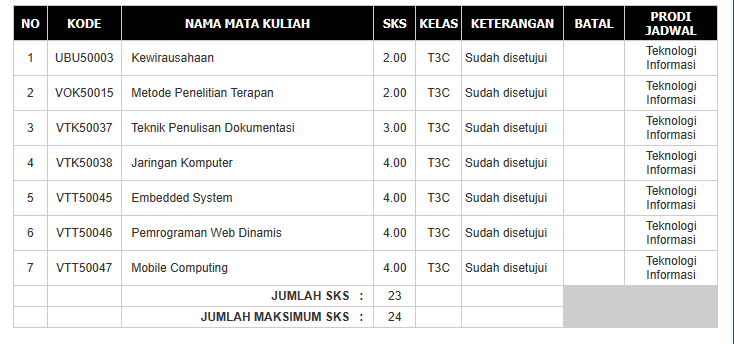 NO KODE NAMA MATA KULIAH SKS KELAS KETERANGAN BATAL PRODI JADWAL
1 UBU50003 Kewirausahaan 2.00 T3C Sudah disetujui Teknologi Informasi
2 VOK50015 Metode Penelitian Terapan 2.00 T3C Sudah disetujui Teknologi Informasi
3 VTK50037 Teknik Penulisan Dokumentasi 3.00 T3C Sudah disetujui Teknologi Informasi
4 VTK50038 Jaringan Komputer 4.00 T3C Sudah disetujui Teknologi Informasi
5 VTT50045 Embedded System 4.00 T3C Sudah disetujui Teknologi Informasi
6 VTT50046 Pemrograman Web Dinamis 4.00 T3C Sudah disetujui Teknologi Informasi
7 VTT50047 Mobile Computing 4.00 T3C Sudah disetujui Teknologi Informasi
JUMLAH SKS : 23
JUMLAH MAKSIMUM SKS : 24